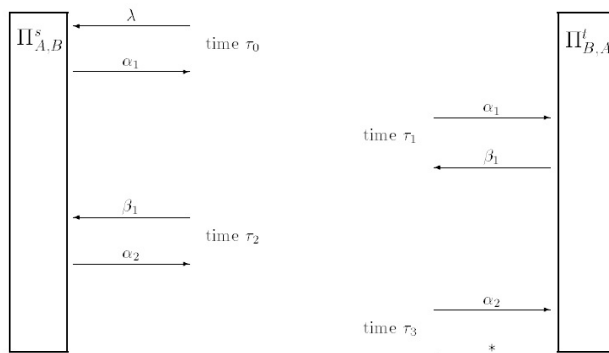 λ
Π^s_{A,B}
time τ_0
Π^t_{B,A}
α_1
α_1
time τ_1
β_1
β_1
time τ_2
α_2
α_2
time τ_3
*